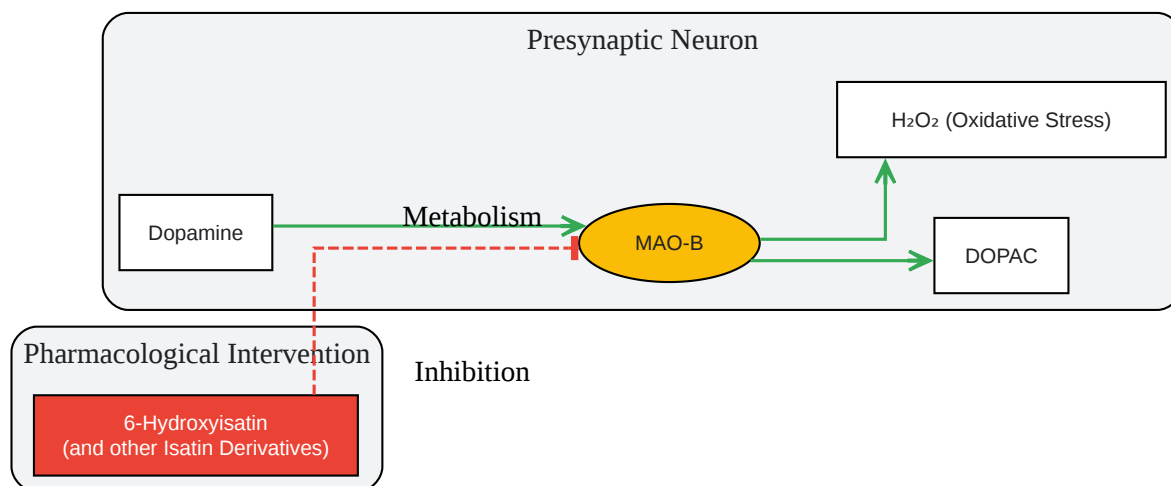 Presynaptic Neuron
H₂O₂ (Oxidative Stress)
Metabolism
Dopamine
MAO-B
DOPAC
Pharmacological Intervention
Inhibition
6-Hydroxyisatin
(and other Isatin Derivatives)